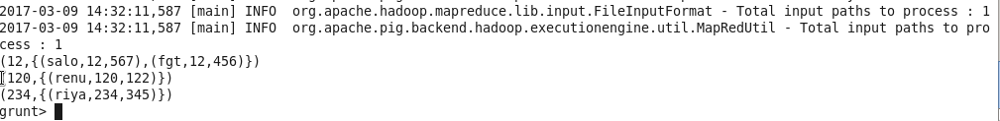 2017-03-09 14:32:11,587 [main] INFO  org.apache.hadoop.mapreduce.lib.input.FileInputFormat - Total input paths to process : 1
2017-03-09 14:32:11,587 [main] INFO  org.apache.pig.backend.hadoop.executionengine.util.MapRedUtil - Total input paths to pro
cess : 1
(12,{(salo,12,567),(fgt,12,456)})
(120,{(renu,120,122)})
(234,{(riya,234,345)})
grunt>